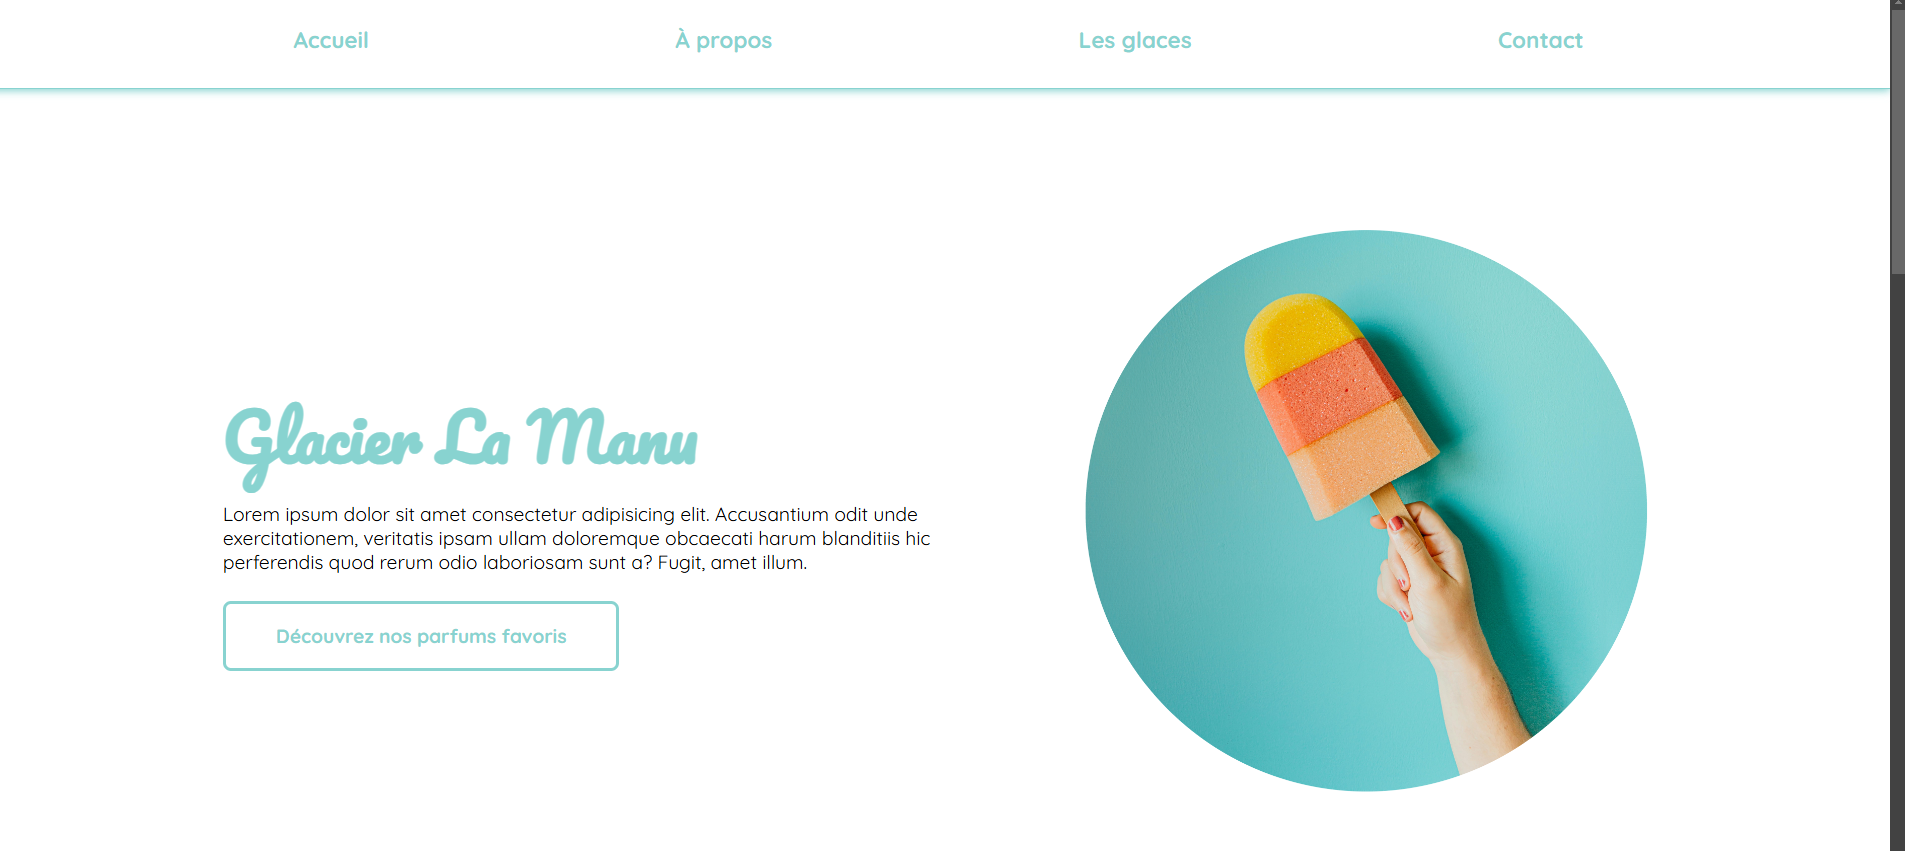 Accueil
À propos
Les glaces
Contact
Glacier La Manu
Lorem ipsum dolor sit amet consectetur adipisicing elit. Accusantium odit unde
exercitationem, veritatis ipsam ullam doloremque obcaecati harum blanditiis hic
perferendis quod rerum odio laboriosam sunt a? Fugit, amet illum.
Découvrez nos parfums favoris